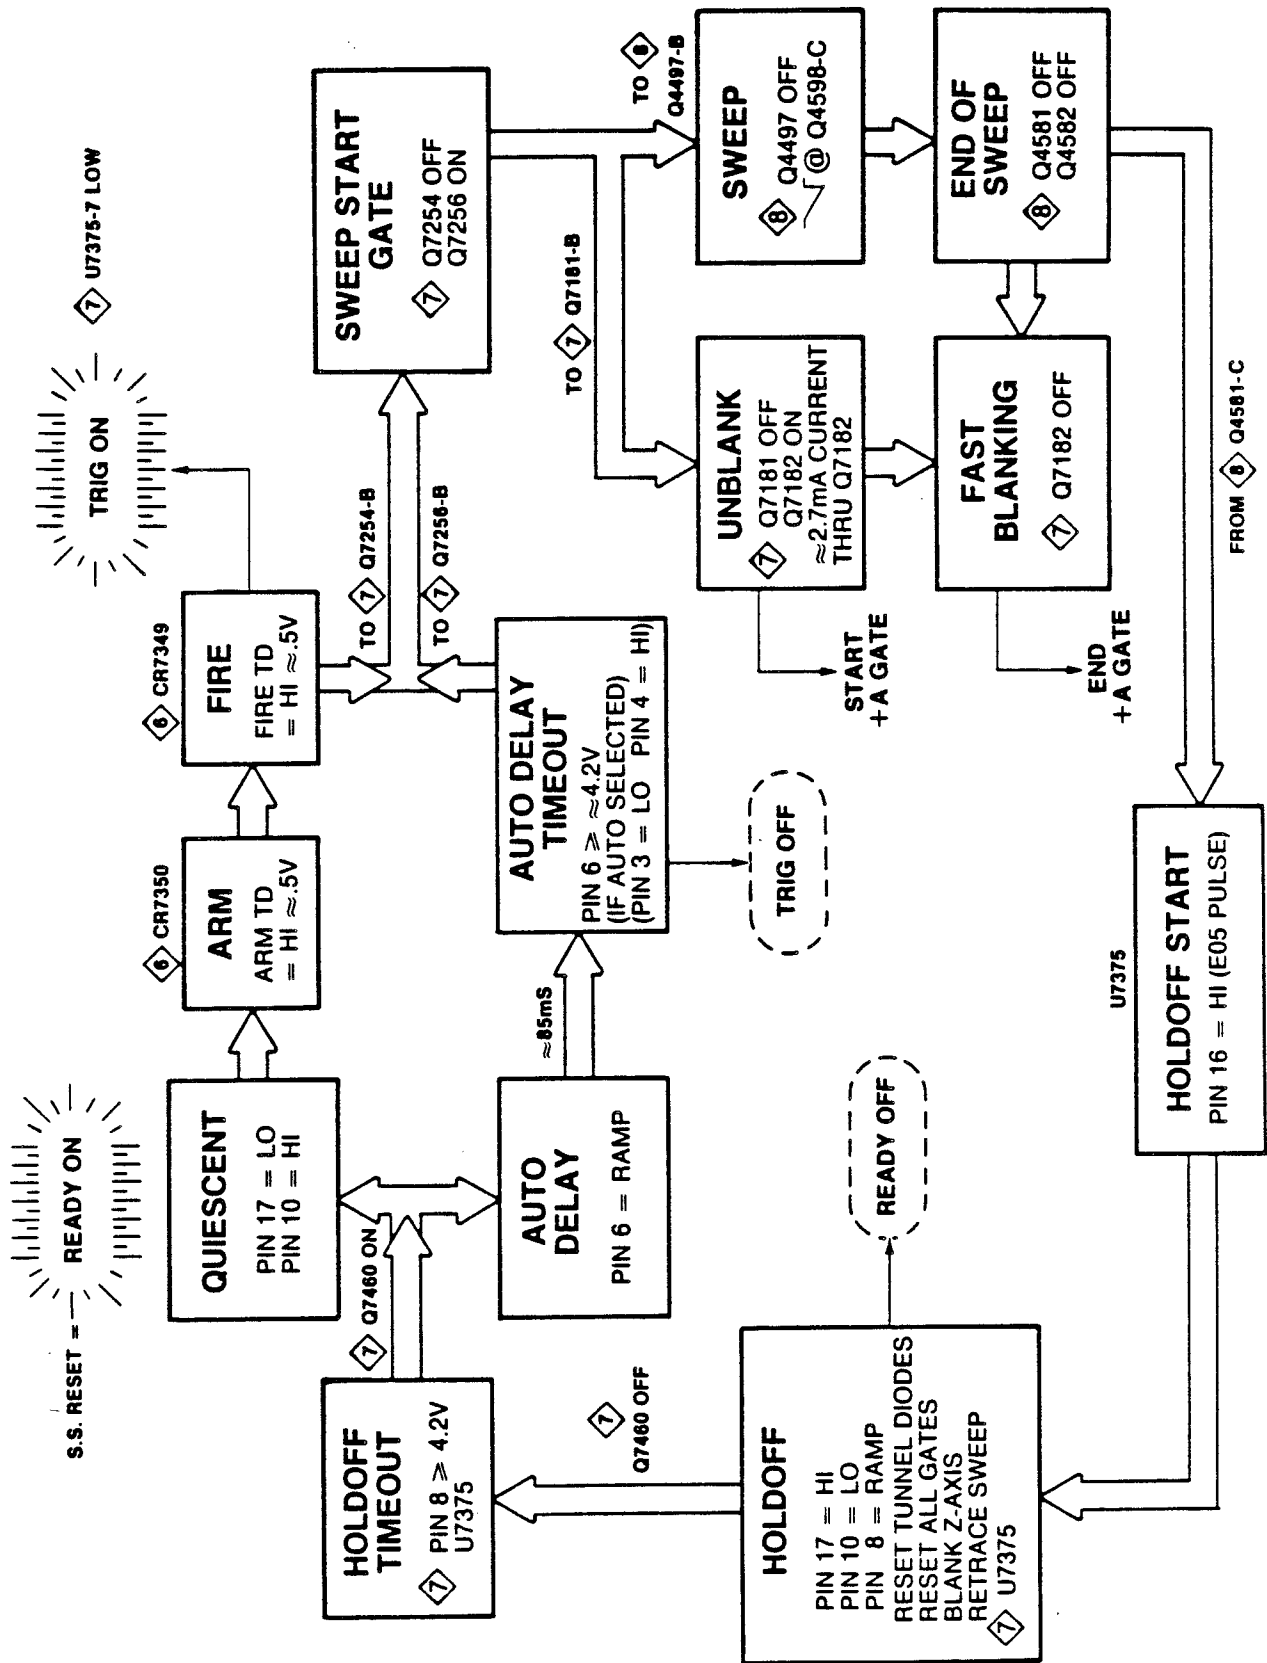 S.S. RESET =
READY ON
QUIESCENT
PIN 17 = LO
PIN 10 = HI
6 CR7350
ARM
ARM TD
= HI ≈.5V
6 CR7349
FIRE
FIRE TD
= HI ≈.5V
TRIG ON
7 U7375-7 LOW
HOLDOFF
TIMEOUT
7 PIN 8 ⩾ 4.2V
U7375
7 Q7460 ON
AUTO
DELAY
PIN 6 = RAMP
≈85mS
AUTO DELAY
TIMEOUT
PIN 6 ⩾ ≈4.2V
(IF AUTO SELECTED)
(PIN 3 = LO PIN 4 = HI)
TRIG OFF
TO 7 Q7254-B
TO 7 Q7256-B
SWEEP START
GATE
7 Q7254 OFF
Q7256 ON
TO 7 Q7181-B
TO 8
Q4497-B
UNBLANK
7 Q7181 OFF
Q7182 ON
≈2.7mA CURRENT
THRU Q7182
START
+A GATE
SWEEP
8 Q4497 OFF
@ Q4598-C
FAST
BLANKING
7 Q7182 OFF
END
+A GATE
END OF
SWEEP
8 Q4581 OFF
Q4582 OFF
FROM 8 Q4581-C
U7375
HOLDOFF START
PIN 16 = HI (E05 PULSE)
HOLDOFF
PIN 17 = HI
PIN 10 = LO
PIN 8 = RAMP
RESET TUNNEL DIODES
RESET ALL GATES
BLANK Z-AXIS
RETRACE SWEEP
7 U7375
READY OFF
7
Q7460 OFF